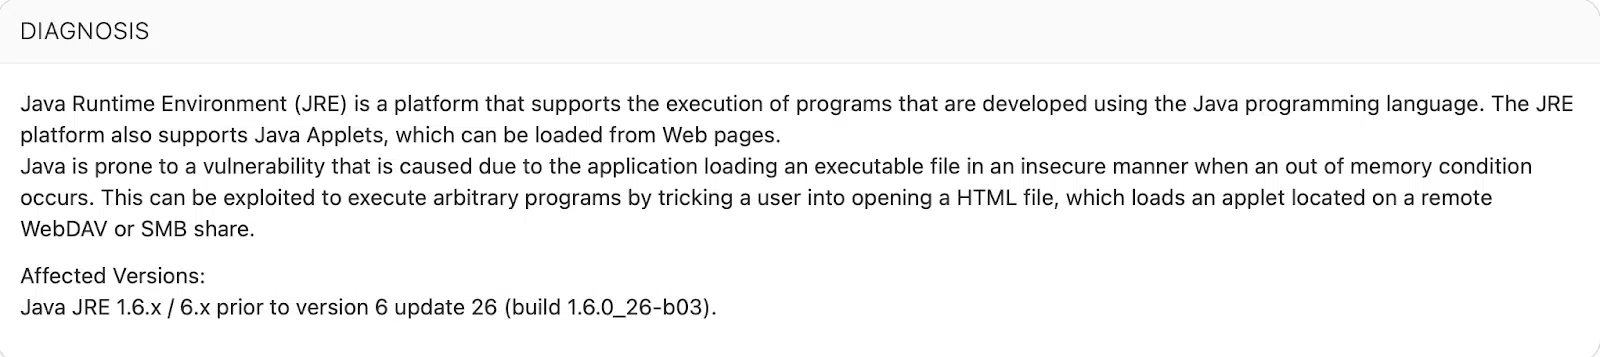 DIAGNOSIS
Java Runtime Environment (JRE) is a platform that supports the execution of programs that are developed using the Java programming language. The JRE
platform also supports Java Applets, which can be loaded from Web pages.
Java is prone to a vulnerability that is caused due to the application loading an executable file in an insecure manner when an out of memory condition
occurs. This can be exploited to execute arbitrary programs by tricking a user into opening a HTML file, which loads an applet located on a remote
WebDAV or SMB share.
Affected Versions:
Java JRE 1.6.x / 6.x prior to version 6 update 26 (build 1.6.0_26-b03).